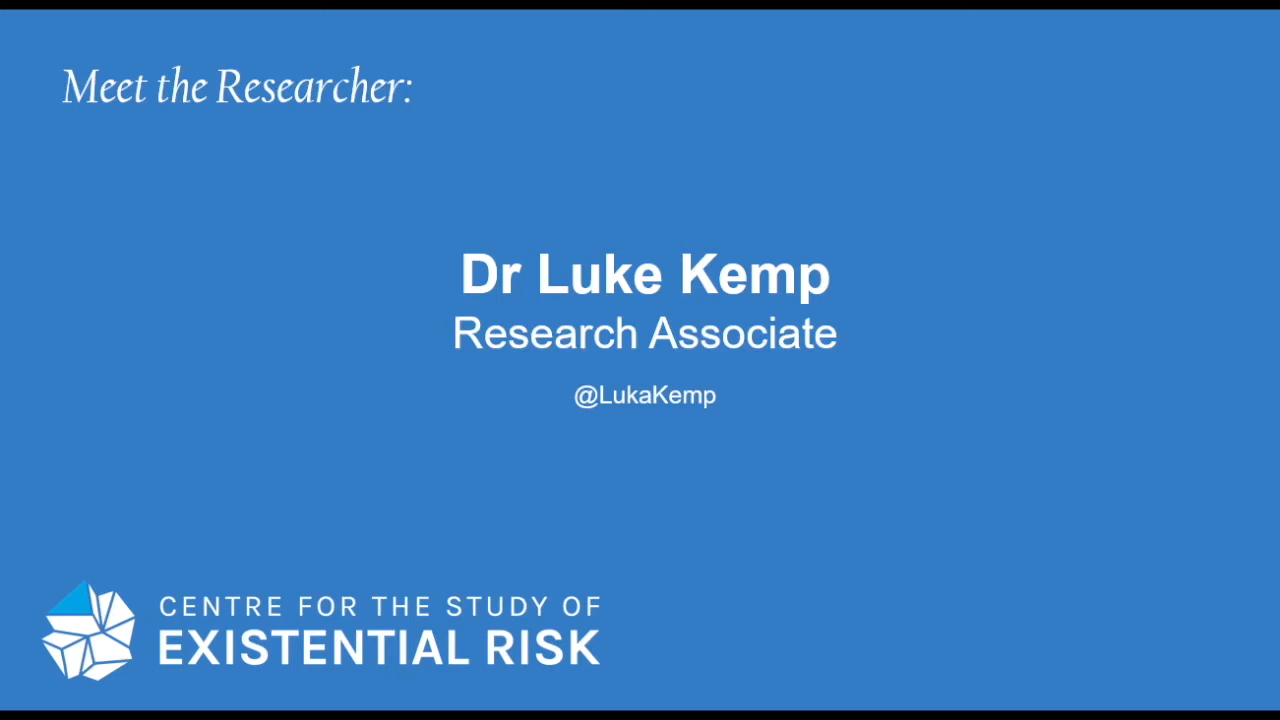 Meet the Researcher:
Dr Luke Kemp
Research Associate
@LukaKemp
CENTRE FOR THE STUDY OF
EXISTENTIAL RISK